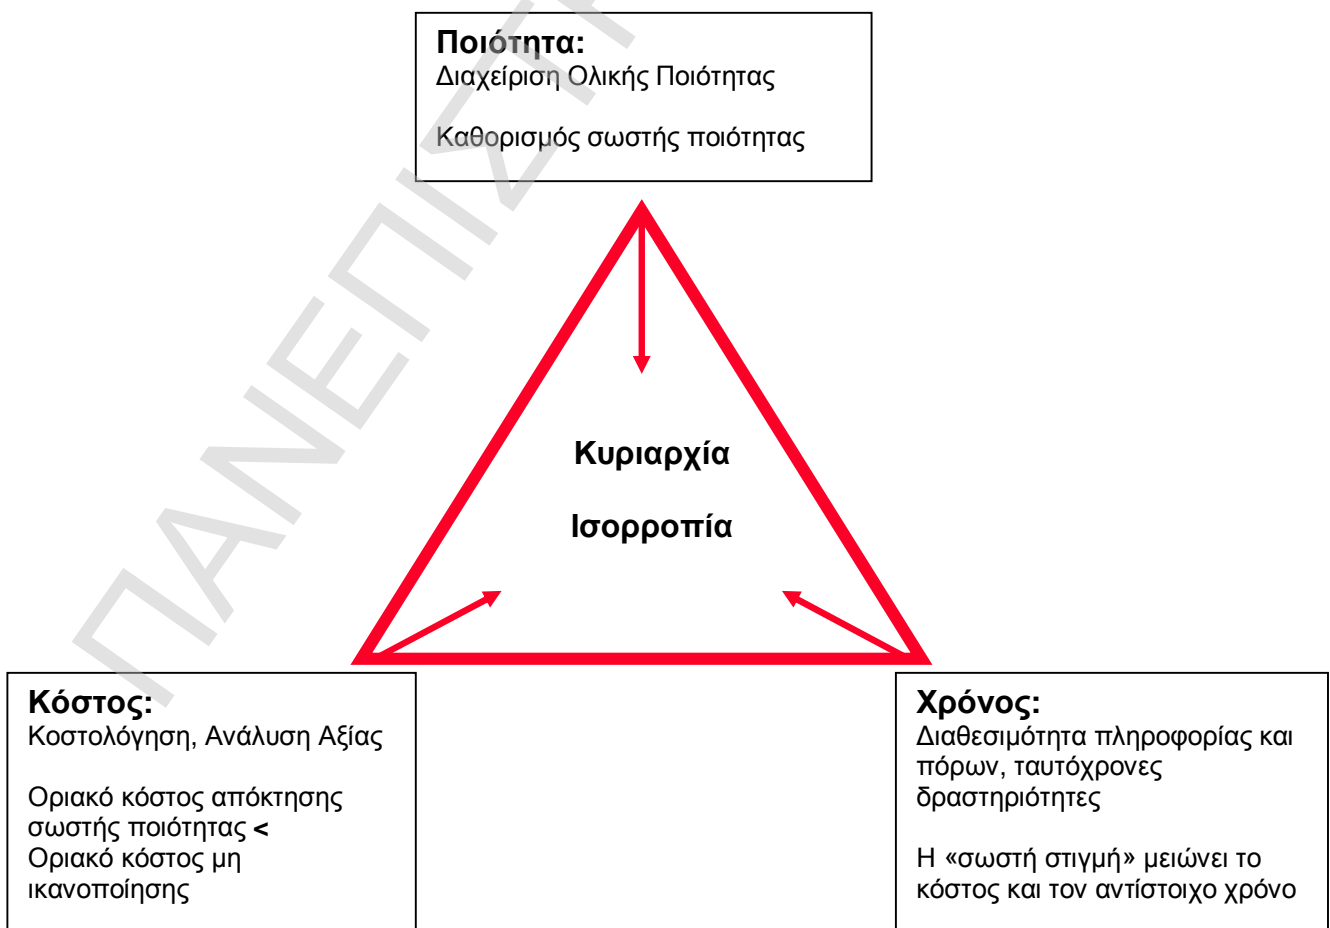 Ποιότητα:
Διαχείριση Ολικής Ποιότητας
Καθορισμός σωστής ποιότητας
Κυριαρχία
Ισορροπία
Κόστος:
Κοστολόγηση, Ανάλυση Αξίας
Οριακό κόστος απόκτησης
σωστής ποιότητας <
Οριακό κόστος μη
ικανοποίησης
Χρόνος:
Διαθεσιμότητα πληροφορίας και
πόρων, ταυτόχρονες
δραστηριότητες
Η «σωστή στιγμή» μειώνει το
κόστος και τον αντίστοιχο χρόνο
ΠΑΝΕΠΙΣΤΗ